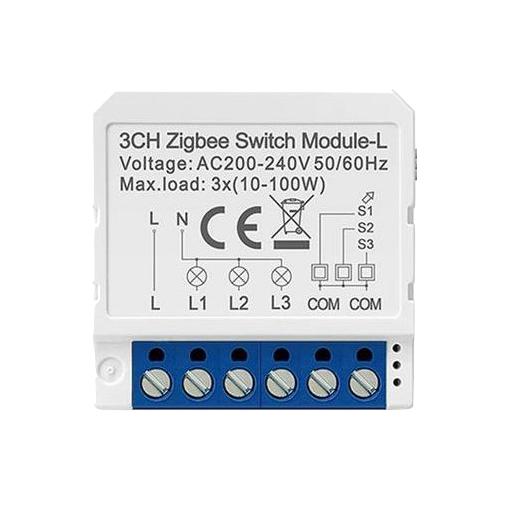 3CH Zigbee Switch Module-L
Voltage: AC200-240V 50/60Hz
Max.load: 3x(10-100W)
L N
CE
S1
S2
S3
L L1 L2 L3 COM COM